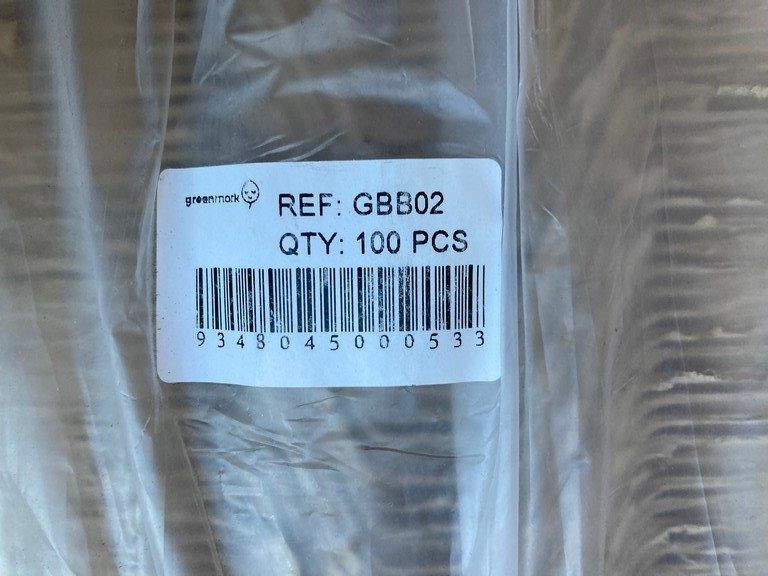 greenmark
REF: GBB02
QTY: 100 PCS
9348045000533